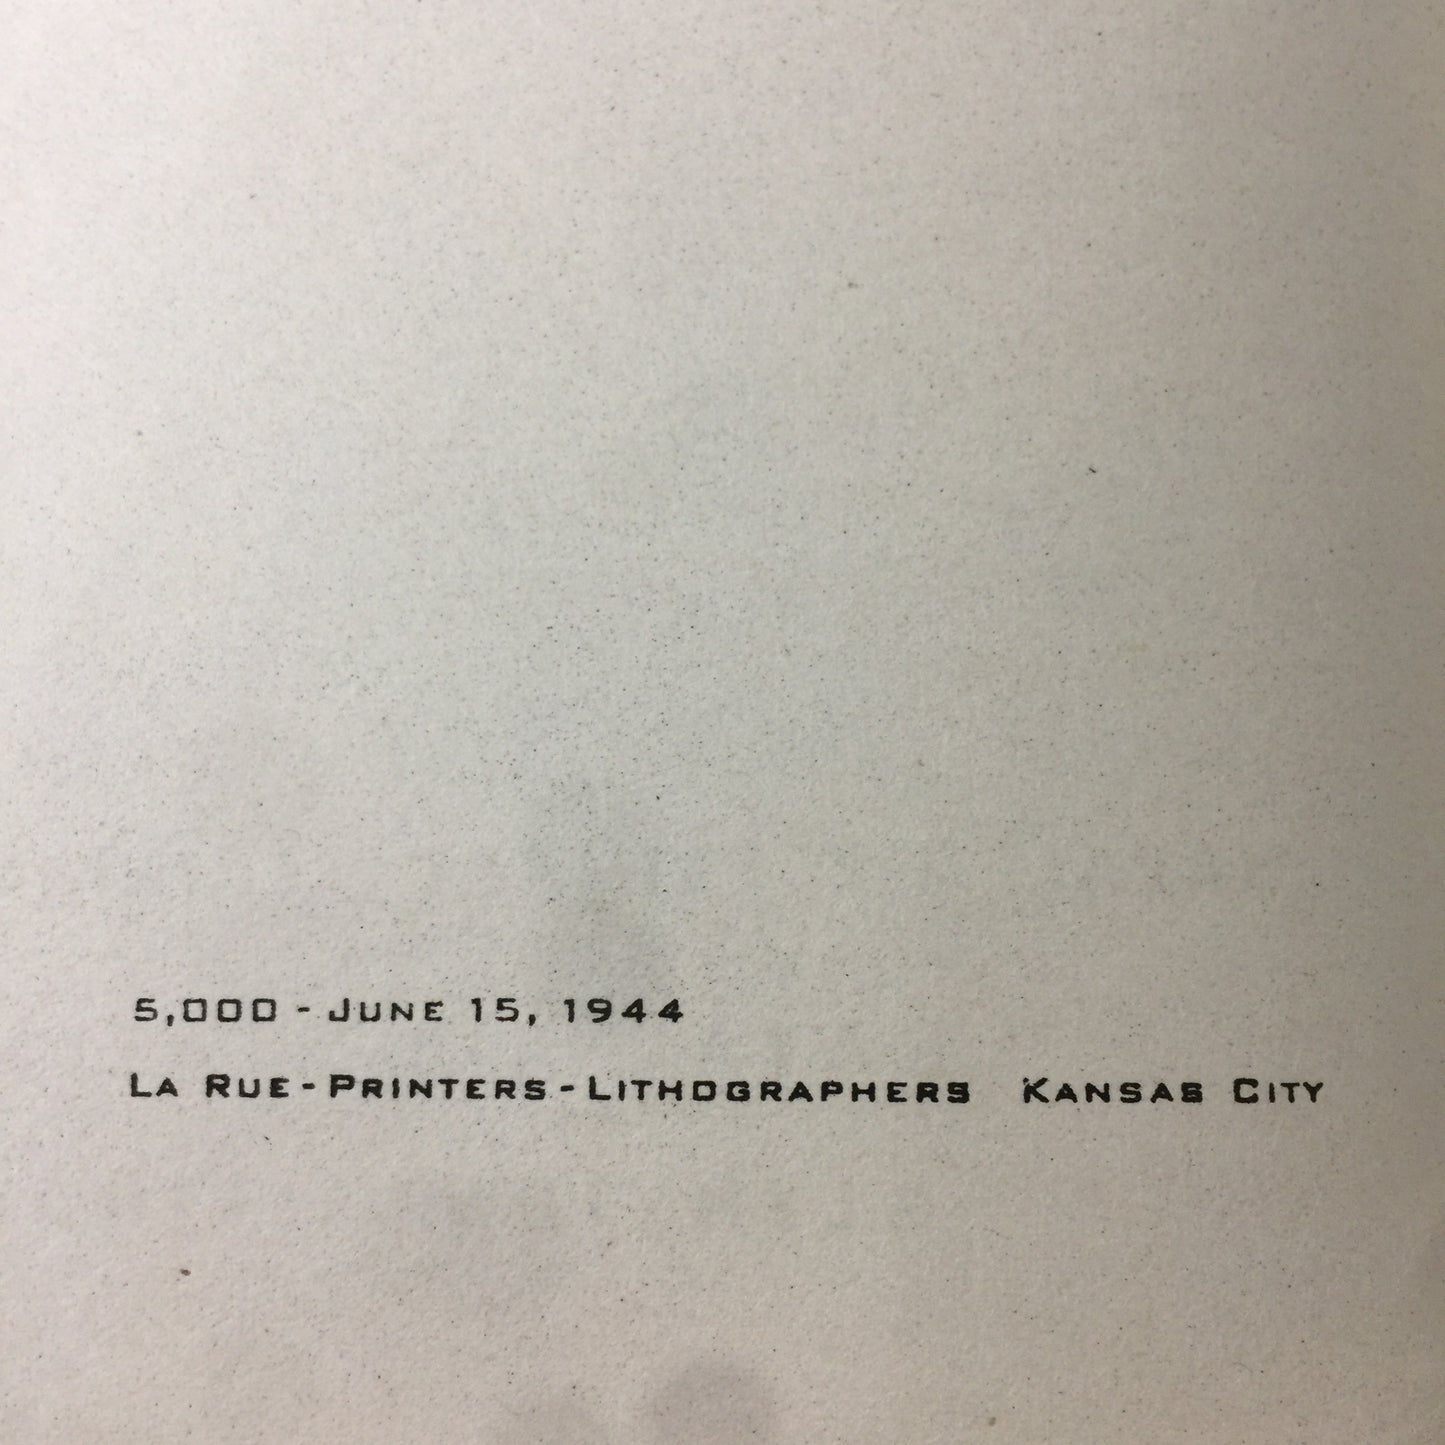 5,000 - June 15, 1944
La Rue - Printers - Lithographers Kansas City